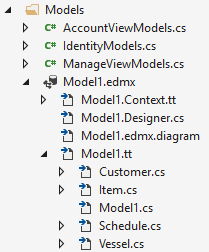 Models
C# AccountViewModels.cs
C# IdentityModels.cs
C# ManageViewModels.cs
Model1.edmx
Model1.Context.tt
Model1.Designer.cs
Model1.edmx.diagram
Model1.tt
Customer.cs
Item.cs
Model1.cs
Schedule.cs
Vessel.cs